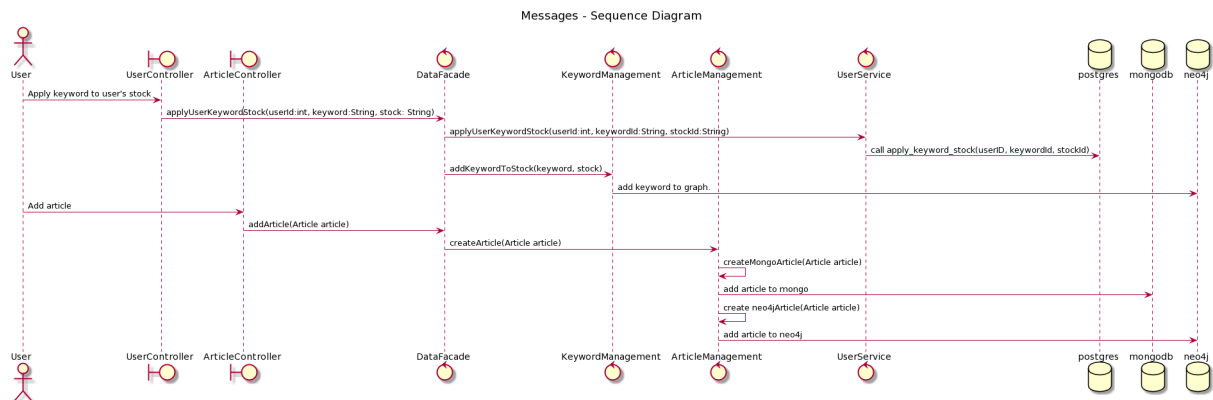 Messages - Sequence Diagram
User
UserController
ArticleController
DataFacade
KeywordManagement
ArticleManagement
UserService
postgres
mongodb
neo4j
Apply keyword to user's stock
applyUserKeywordStock(userId:int, keyword:String, stock: String)
applyUserKeywordStock(userId:int, keywordId:String, stockId:String)
call apply_keyword_stock(userID, keywordId, stockId)
addKeywordToStock(keyword, stock)
add keyword to graph.
Add article
addArticle(Article article)
createArticle(Article article)
createMongoArticle(Article article)
add article to mongo
create neo4jArticle(Article article)
add article to neo4j
User
UserController
ArticleController
DataFacade
KeywordManagement
ArticleManagement
UserService
postgres
mongodb
neo4j